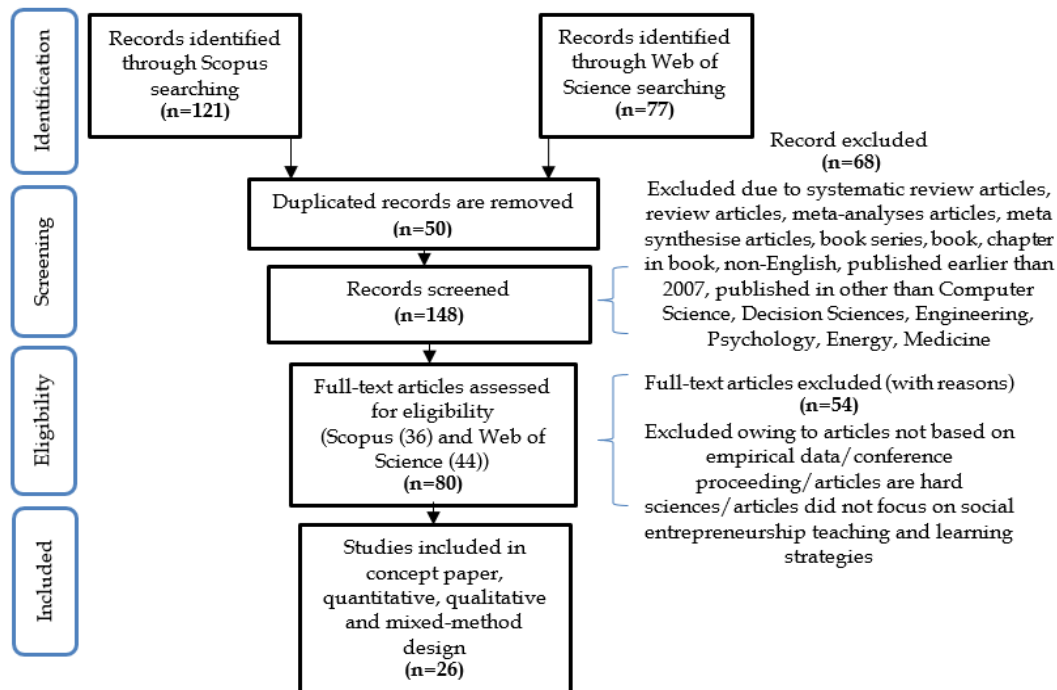 Identification
Records identified
through Scopus
searching
(n=121)
Records identified
through Web of
Science searching
(n=77)
Record excluded
(n=68)
Excluded due to systematic review articles,
review articles, meta-analyses articles, meta
synthesise articles, book series, book, chapter
in book, non-English, published earlier than
2007, published in other than Computer
Science, Decision Sciences, Engineering,
Psychology, Energy, Medicine
Screening
Duplicated records are removed
(n=50)
Records screened
(n=148)
Eligibility
Full-text articles assessed
for eligibility
(Scopus (36) and Web of
Science (44))
(n=80)
Full-text articles excluded (with reasons)
(n=54)
Excluded owing to articles not based on
empirical data/conference
proceeding/articles are hard
sciences/articles did not focus on social
entrepreneurship teaching and learning
strategies
Included
Studies included in
concept paper,
quantitative, qualitative
and mixed-method
design
(n=26)